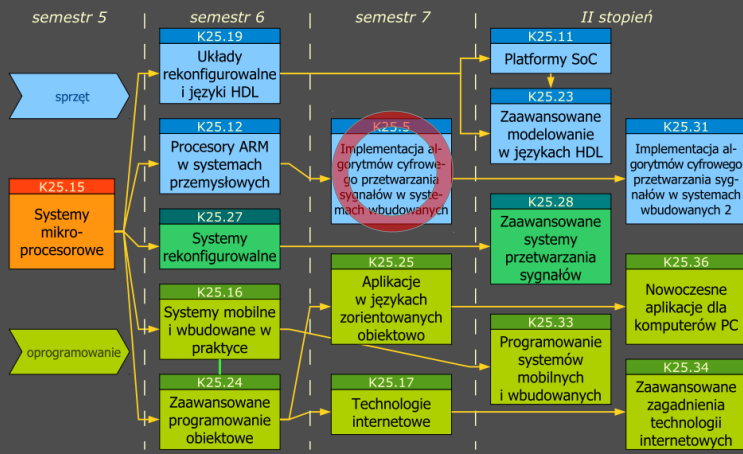 semestr 5
semestr 6
semestr 7
II stopień
sprzęt
K25.15
Systemy
mikro-
procesorowe
oprogramowanie
K25.19
Układy
rekonfigurowalne
i języki HDL
K25.12
Procesory ARM
w systemach
przemysłowych
K25.27
Systemy
rekonfigurowalne
K25.16
Systemy mobilne
i wbudowane w
praktyce
K25.24
Zaawansowane
programowanie
obiektowe
K25.5
Implementacja al-
gorytmów cyfrowe-
go przetwarzania
sygnałów w syste-
mach wbudowanych
K25.25
Aplikacje
w językach
zorientowanych
obiektowo
K25.17
Technologie
internetowe
K25.11
Platformy SoC
K25.23
Zaawansowane
modelowanie
w językach HDL
K25.28
Zaawansowane
systemy
przetwarzania
sygnałów
K25.33
Programowanie
systemów
mobilnych
i wbudowanych
K25.31
Implementacja al-
gorytmów cyfrowego
przetwarzania syg-
nałów w systemach
wbudowanych 2
K25.36
Nowoczesne
aplikacje dla
komputerów PC
K25.34
Zaawansowane
zagadnienia
technologii
internetowych